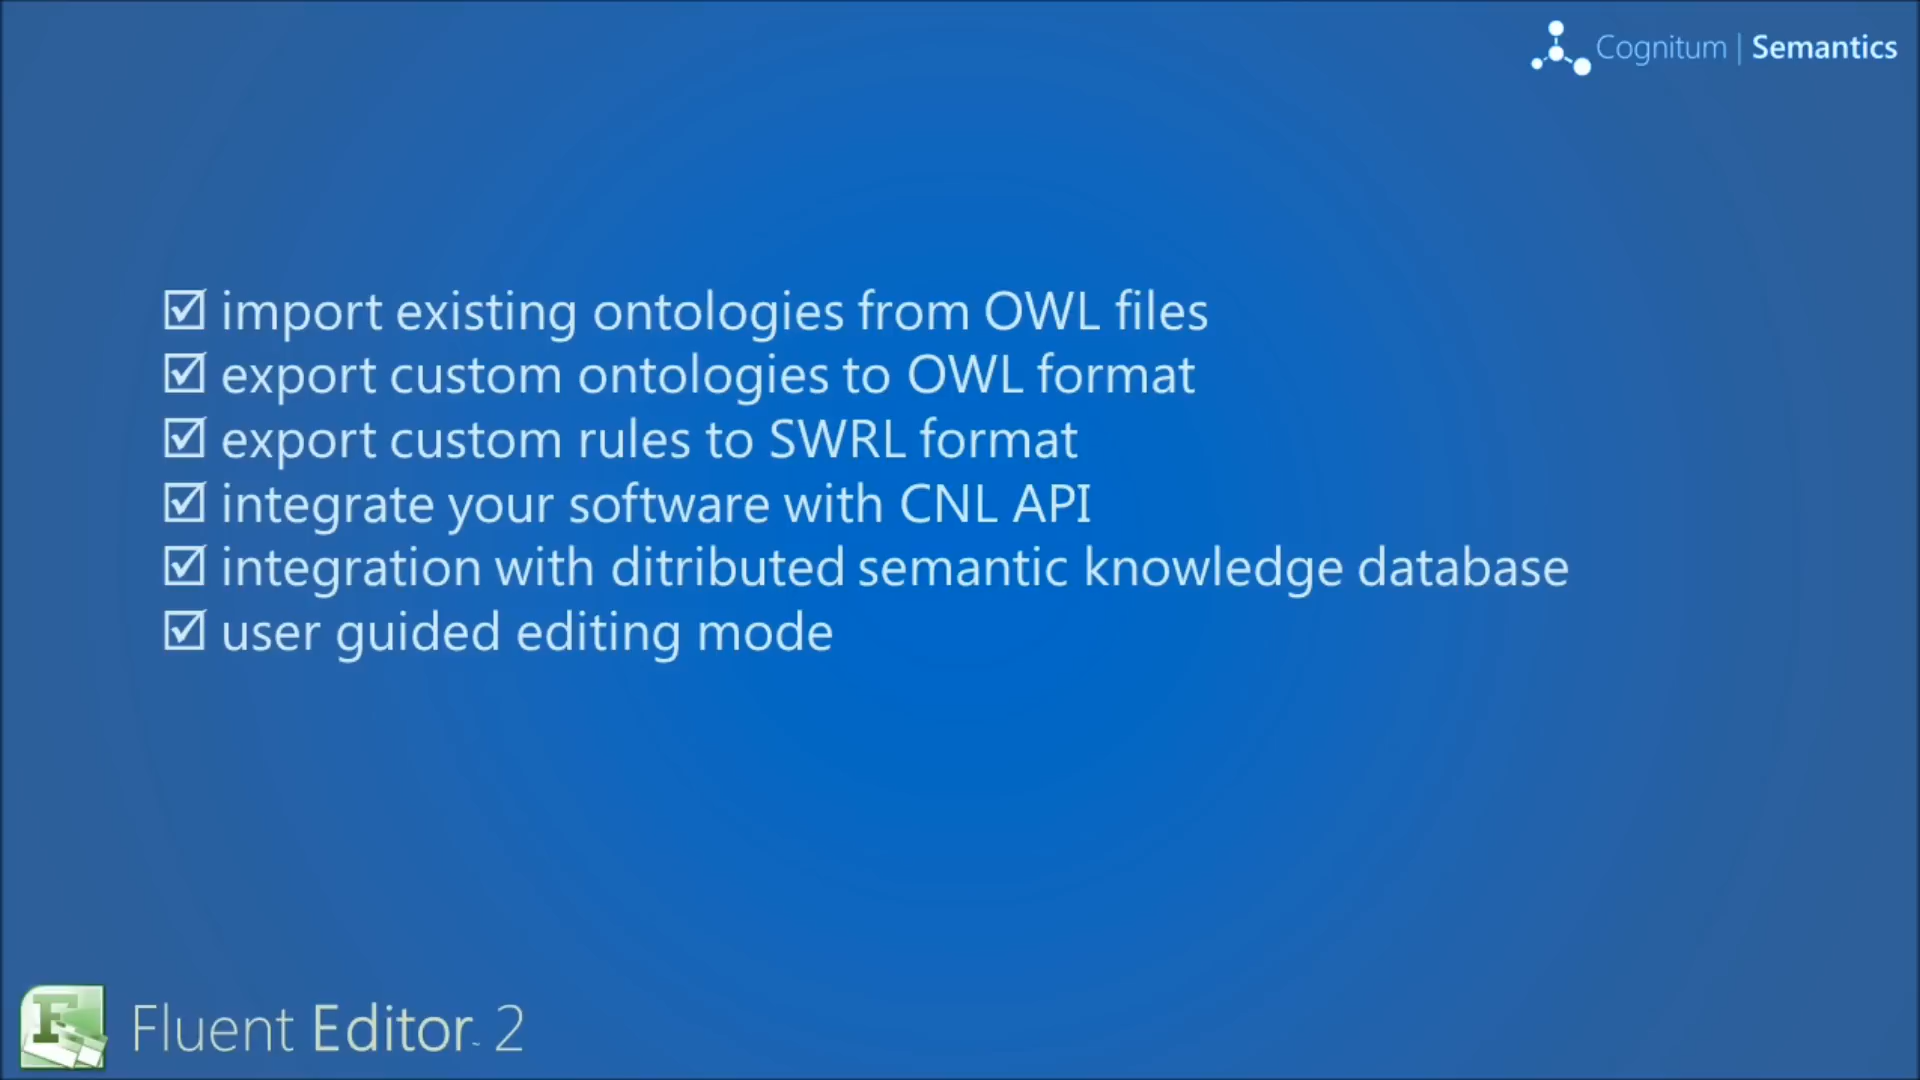 Cognitum | Semantics
☑ import existing ontologies from OWL files
☑ export custom ontologies to OWL format
☑ export custom rules to SWRL format
☑ integrate your software with CNL API
☑ integration with ditributed semantic knowledge database
☑ user guided editing mode
Fluent Editor 2